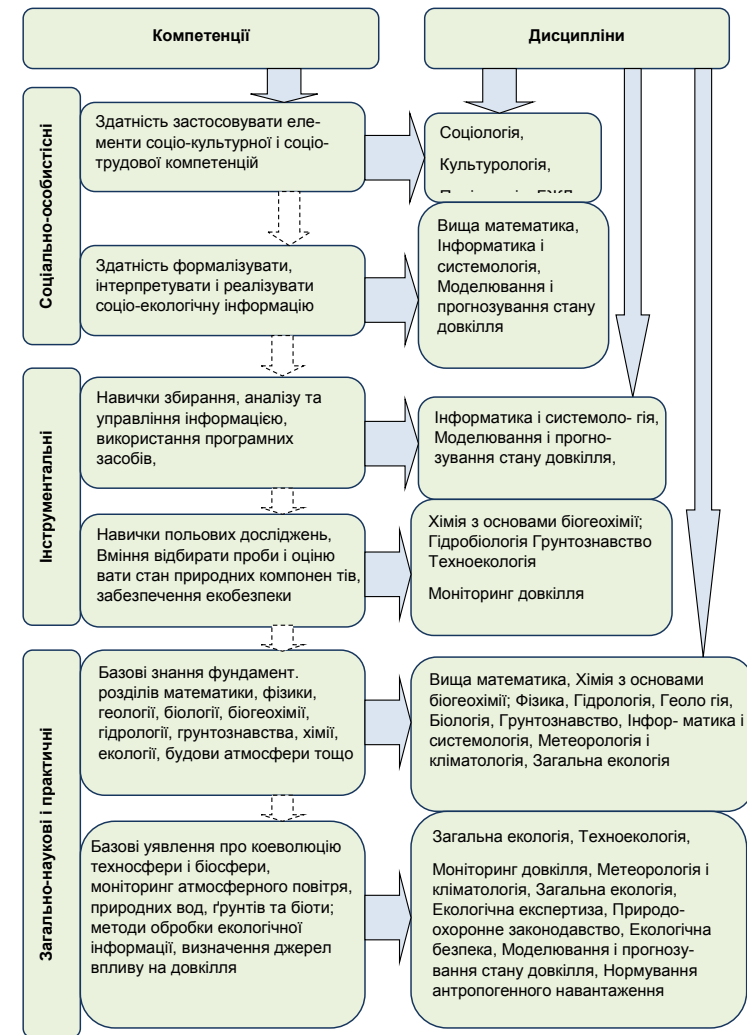 Компетенції
Дисципліни
Соціально-особистісні
Здатність застосовувати еле-
менти соціо-культурної і соціо-
трудової компетенцій
Соціологія,
Культурологія,
Здатність формалізувати,
інтерпретувати і реалізувати
соціо-екологічну інформацію
Вища математика,
Інформатика і
системологія,
Моделювання і
прогнозування стану
довкілля
Інструментальні
Навички збирання, аналізу та
управління інформацією,
використання програмних
засобів,
Інформатика і системоло- гія,
Моделювання і прогно-
зування стану довкілля,
Навички польових досліджень,
Вміння відбирати проби і оціню
вати стан природних компонен тів,
забезпечення екобезпеки
Хімія з основами біогеохімії;
Гідробіологія Грунтознавство
Техноекологія
Моніторинг довкілля
Загально-наукові і практичні
Базові знання фундамент.
розділів математики, фізики,
геології, біології, біогеохімії,
гідрології, грунтознавства, хімії,
екології, будови атмосфери тощо
Вища математика, Хімія з основами
біогеохімії; Фізика, Гідрологія, Геоло гія,
Біологія, Грунтознавство, Інфор- матика і
системологія, Метеорологія і
кліматологія, Загальна екологія
Базові уявлення про коеволюцію
техносфери і біосфери,
моніторинг атмосферного повітря,
природних вод, ґрунтів та біоти;
методи обробки екологічної
інформації, визначення джерел
впливу на довкілля
Загальна екологія, Техноекологія,
Моніторинг довкілля, Метеорологія і
кліматологія, Загальна екологія,
Екологічна експертиза, Природо-
охоронне законодавство, Екологічна
безпека, Моделювання і прогнозу-
вання стану довкілля, Нормування
антропогенного навантаження